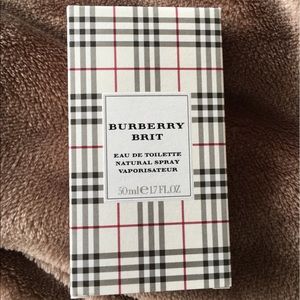 BURBERRY
BRIT
EAU DE TOILETTE
NATURAL SPRAY
VAPORISATEUR
50ml℮1.7 FL.OZ